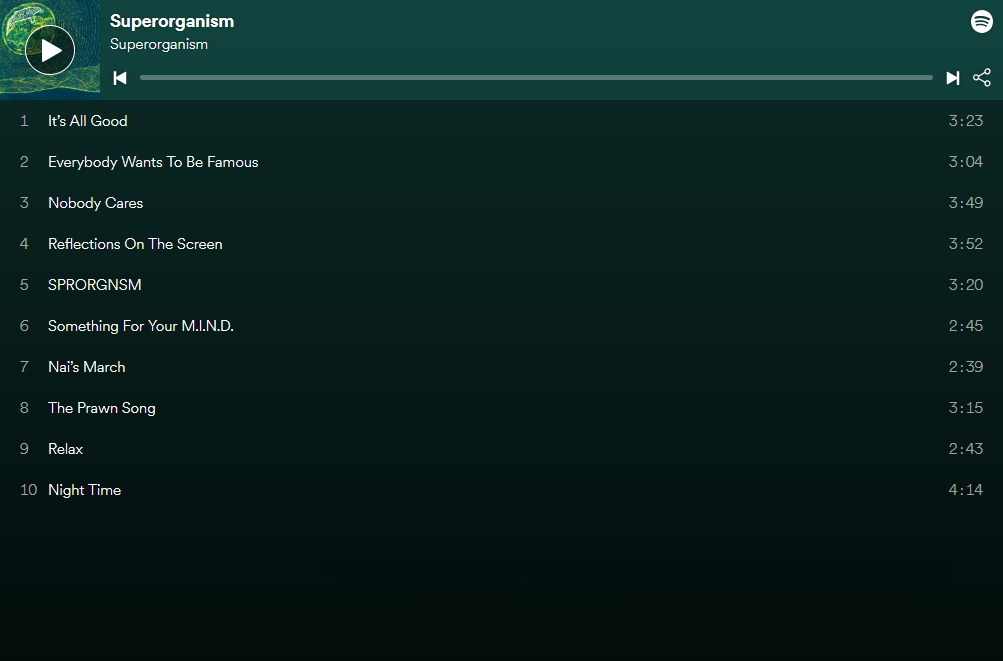 Superorganism
Superorganism
1 It's All Good 3:23
2 Everybody Wants To Be Famous 3:04
3 Nobody Cares 3:49
4 Reflections On The Screen 3:52
5 SPRORGNSM 3:20
6 Something For Your M.I.N.D. 2:45
7 Nai's March 2:39
8 The Prawn Song 3:15
9 Relax 2:43
10 Night Time 4:14